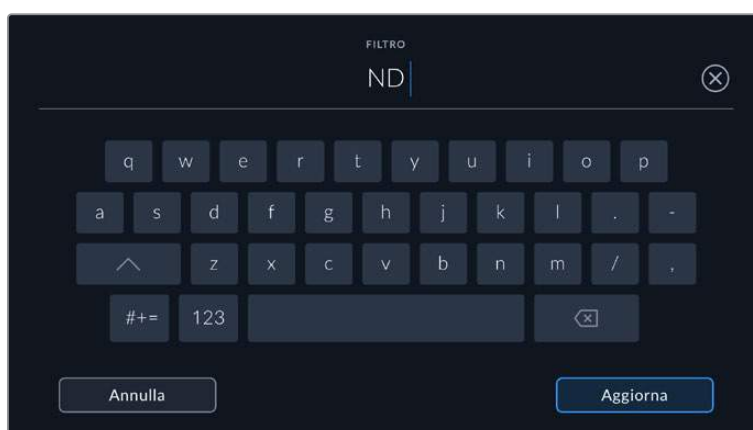 FILTRO
ND
q w e r t y u i o p
a s d f g h j k l . -
z x c v b n m / ,
#+= 123
Annulla Aggiorna